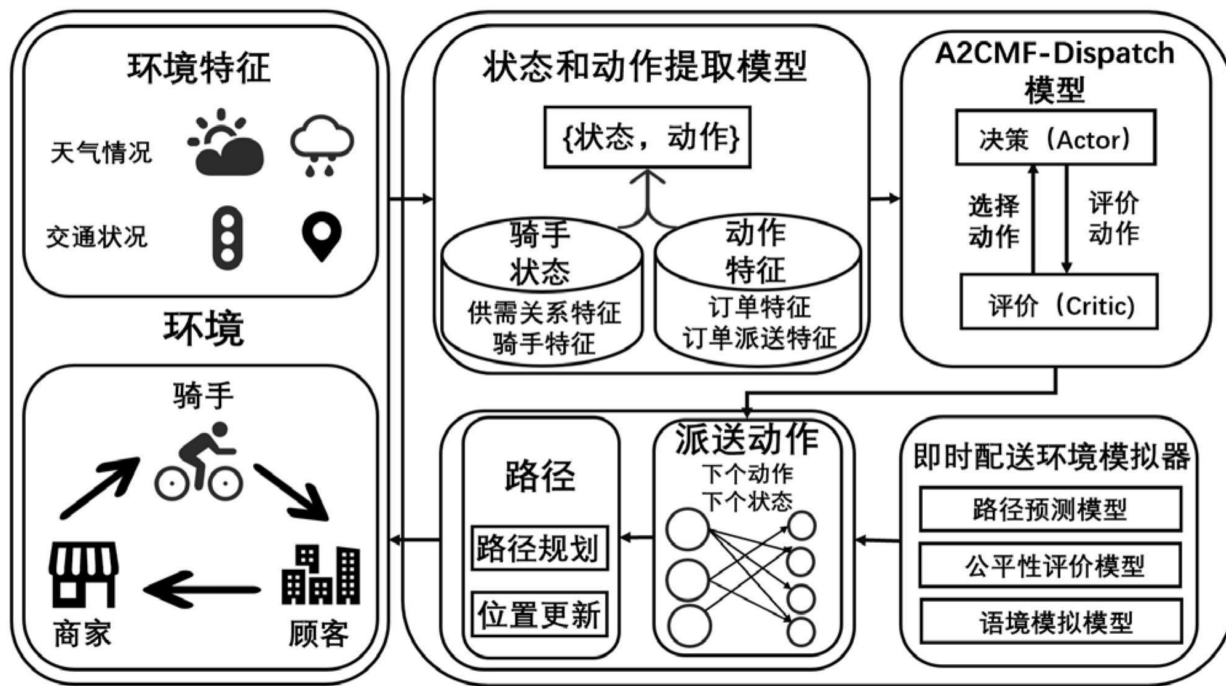 环境特征
天气情况
交通状况
环境
骑手
商家
顾客
状态和动作提取模型
{状态，动作}
骑手
状态
供需关系特征
骑手特征
动作
特征
订单特征
订单派送特征
A2CMF-Dispatch
模型
决策（Actor）
选择
动作
评价
动作
评价（Critic）
路径
路径规划
位置更新
派送动作
下个动作
下个状态
即时配送环境模拟器
路径预测模型
公平性评价模型
语境模拟模型